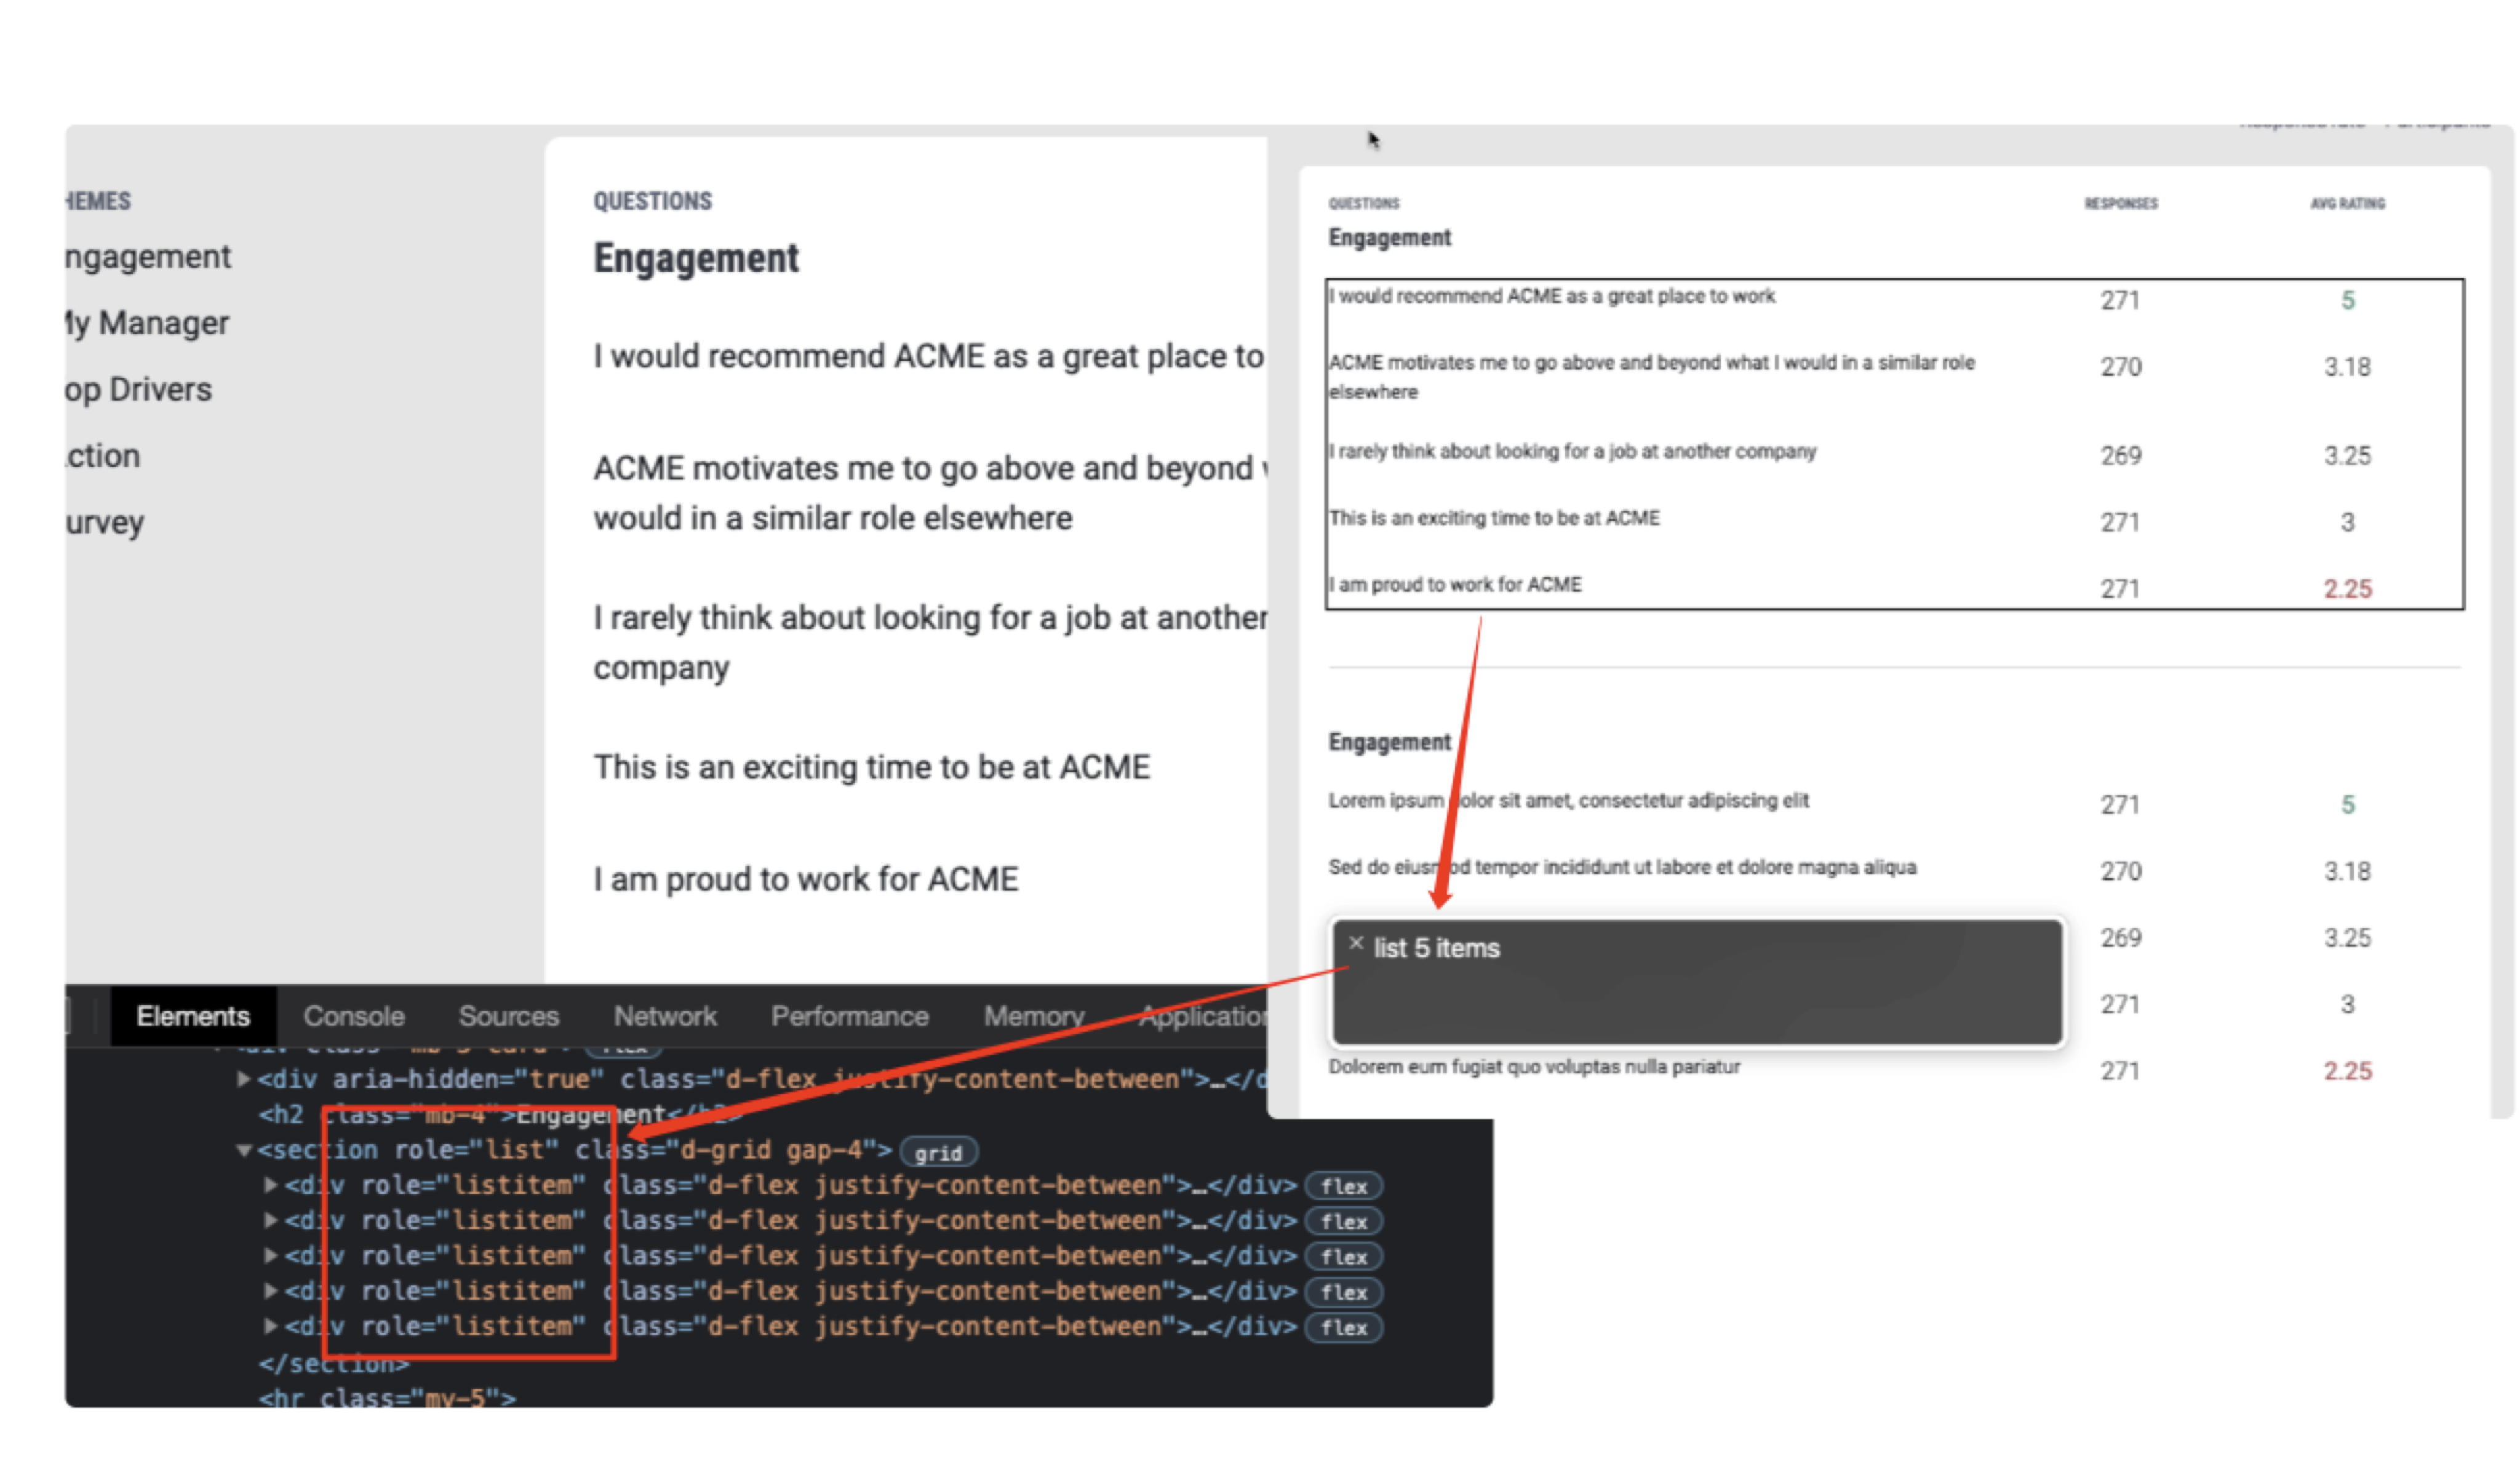 HEMES
ngagement
My Manager
op Drivers
ction
urvey
QUESTIONS
Engagement
I would recommend ACME as a great place to
ACME motivates me to go above and beyond
would in a similar role elsewhere
I rarely think about looking for a job at another
company
This is an exciting time to be at ACME
I am proud to work for ACME
QUESTIONS RESPONSES AVG RATING
Engagement
I would recommend ACME as a great place to work 271 5
ACME motivates me to go above and beyond what I would in a similar role 270 3.18
elsewhere
I rarely think about looking for a job at another company 269 3.25
This is an exciting time to be at ACME 271 3
I am proud to work for ACME 271 2.25
Engagement
Lorem ipsum dolor sit amet, consectetur adipiscing elit 271 5
Sed do eiusmod tempor incididunt ut labore et dolore magna aliqua 270 3.18
× list 5 items
269 3.25
271 3
Dolorem eum fugiat quo voluptas nulla pariatur 271 2.25
Elements Console Sources Network Performance Memory Application
<div aria-hidden="true" class="d-flex justify-content-between">…</d
<h2 class="mb-4">Engagement</h2>
<section role="list" class="d-grid gap-4"> grid
<div role="listitem" class="d-flex justify-content-between">…</div> flex
<div role="listitem" class="d-flex justify-content-between">…</div> flex
<div role="listitem" class="d-flex justify-content-between">…</div> flex
<div role="listitem" class="d-flex justify-content-between">…</div> flex
<div role="listitem" class="d-flex justify-content-between">…</div> flex
</section>
<hr class="my-5">